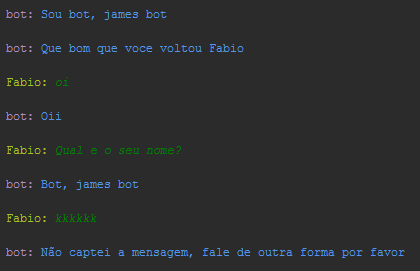 bot: Sou bot, james bot
bot: Que bom que voce voltou Fabio
Fabio: oi
bot: Oii
Fabio: Qual e o seu nome?
bot: Bot, james bot
Fabio: kkkkkk
bot: Não captei a mensagem, fale de outra forma por favor